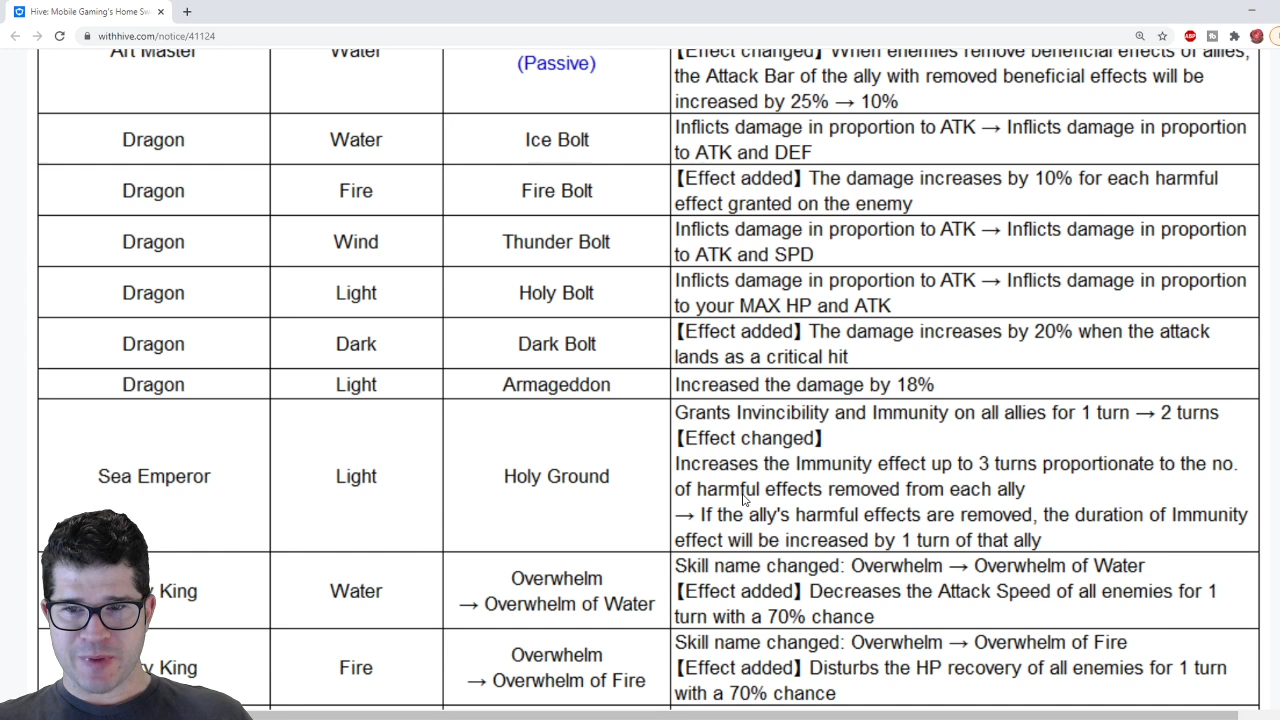 Hive: Mobile Gaming's Home Sw
withhive.com/notice/41124
Art Master Water (Passive) 【Effect changed】 When enemies remove beneficial effects of allies,
the Attack Bar of the ally with removed beneficial effects will be
increased by 25% → 10%
Dragon Water Ice Bolt Inflicts damage in proportion to ATK → Inflicts damage in proportion
to ATK and DEF
Dragon Fire Fire Bolt 【Effect added】 The damage increases by 10% for each harmful
effect granted on the enemy
Dragon Wind Thunder Bolt Inflicts damage in proportion to ATK → Inflicts damage in proportion
to ATK and SPD
Dragon Light Holy Bolt Inflicts damage in proportion to ATK → Inflicts damage in proportion
to your MAX HP and ATK
Dragon Dark Dark Bolt 【Effect added】 The damage increases by 20% when the attack
lands as a critical hit
Dragon Light Armageddon Increased the damage by 18%
Sea Emperor Light Holy Ground Grants Invincibility and Immunity on all allies for 1 turn → 2 turns
【Effect changed】
Increases the Immunity effect up to 3 turns proportionate to the no.
of harmful effects removed from each ally
→ If the ally's harmful effects are removed, the duration of Immunity
effect will be increased by 1 turn of that ally
King Water Overwhelm
→ Overwhelm of Water Skill name changed: Overwhelm → Overwhelm of Water
【Effect added】 Decreases the Attack Speed of all enemies for 1
turn with a 70% chance
King Fire Overwhelm
→ Overwhelm of Fire Skill name changed: Overwhelm → Overwhelm of Fire
【Effect added】 Disturbs the HP recovery of all enemies for 1 turn
with a 70% chance